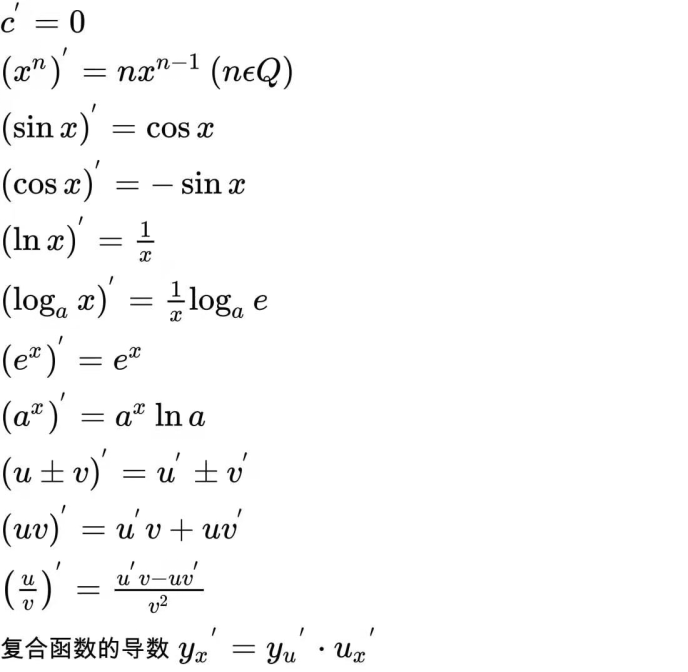 c′ = 0
(xⁿ)′ = nxⁿ⁻¹ (nϵQ)
(sin x)′ = cos x
(cos x)′ = − sin x
(ln x)′ = 1/x
(logₐ x)′ = 1/x logₐ e
(eˣ)′ = eˣ
(aˣ)′ = aˣ ln a
(u ± v)′ = u′ ± v′
(uv)′ = u′v + uv′
(u/v)′ = (u′v−uv′)/v²
复合函数的导数 yₓ′ = yᵤ′ · uₓ′